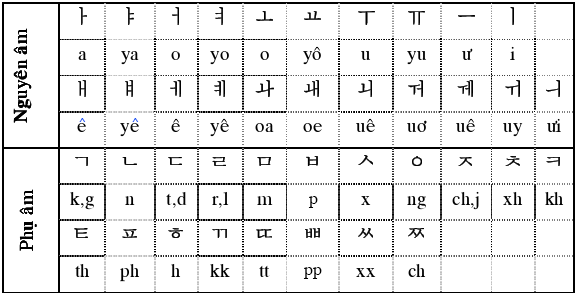 Nguyên âm
ㅏ ㅑ ㅓ ㅕ ㅗ ㅛ ㅜ ㅠ ㅡ ㅣ
a ya o yo o yô u yu ư i
ㅐ ㅒ ㅔ ㅖ ㅘ ㅙ ㅚ ㅝ ㅞ ㅟ ㅢ
ê yê ê yê oa oe uê uơ uê uy ưi
Phụ âm
ㄱ ㄴ ㄷ ㄹ ㅁ ㅂ ㅅ ㅇ ㅈ ㅊ ㅋ
k,g n t,d r,l m p x ng ch,j xh kh
ㅌ ㅍ ㅎ ㄲ ㄸ ㅃ ㅆ ㅉ
th ph h kk tt pp xx ch